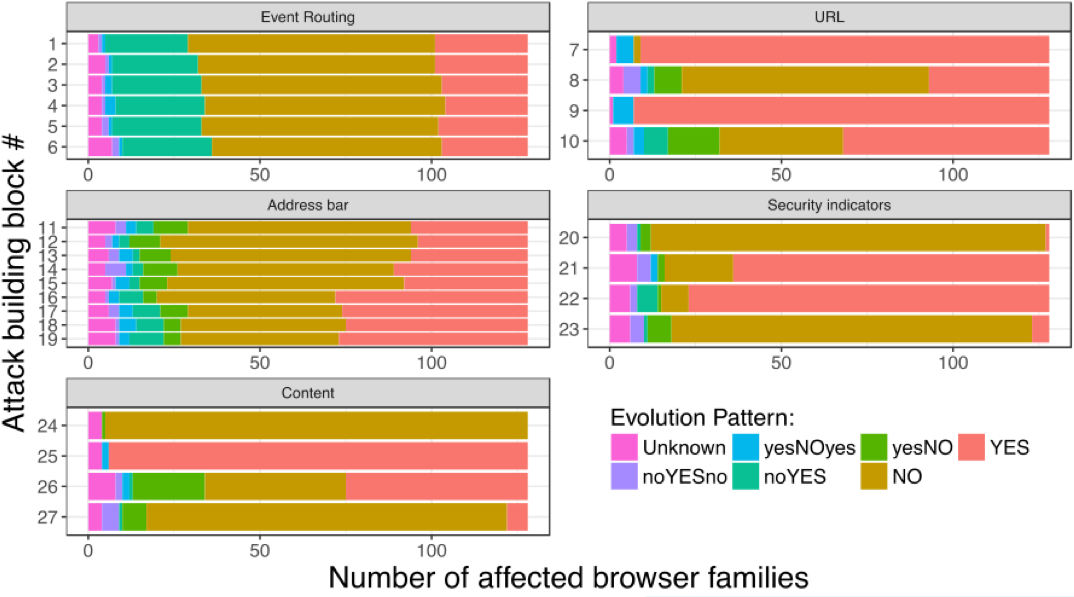 Event Routing
1
2
3
4
5
6
0 50 100
URL
7
8
9
10
0 50 100
Address bar
11
12
13
14
15
16
17
18
19
0 50 100
Security indicators
20
21
22
23
0 50 100
Content
24
25
26
27
0 50 100
Attack building block #
Number of affected browser families
Evolution Pattern:
Unknown yesNOyes yesNO YES
noYESno noYES NO